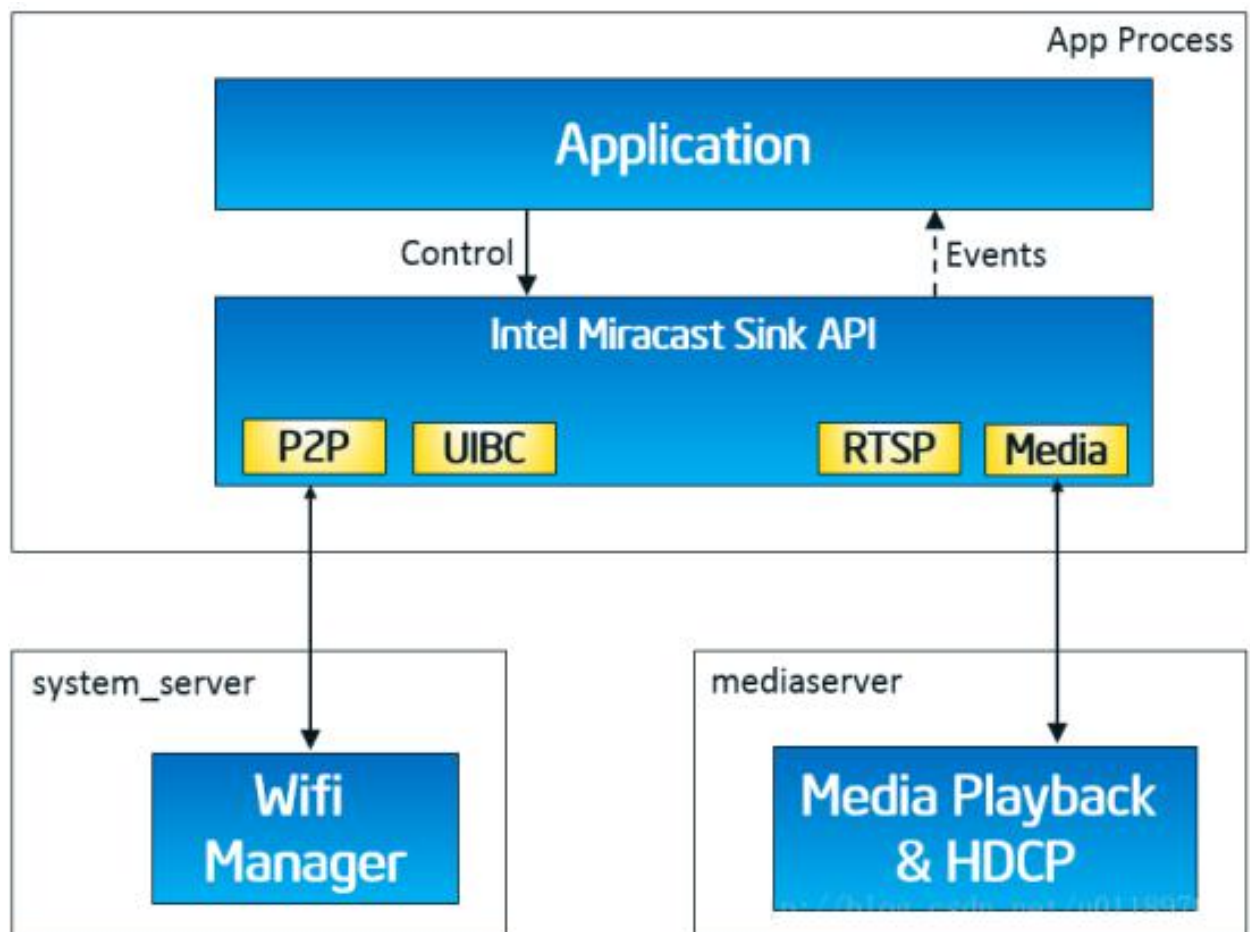 App Process
Application
Control
Events
Intel Miracast Sink API
P2P
UIBC
RTSP
Media
system_server
mediaserver
Wifi
Manager
Media Playback
& HDCP